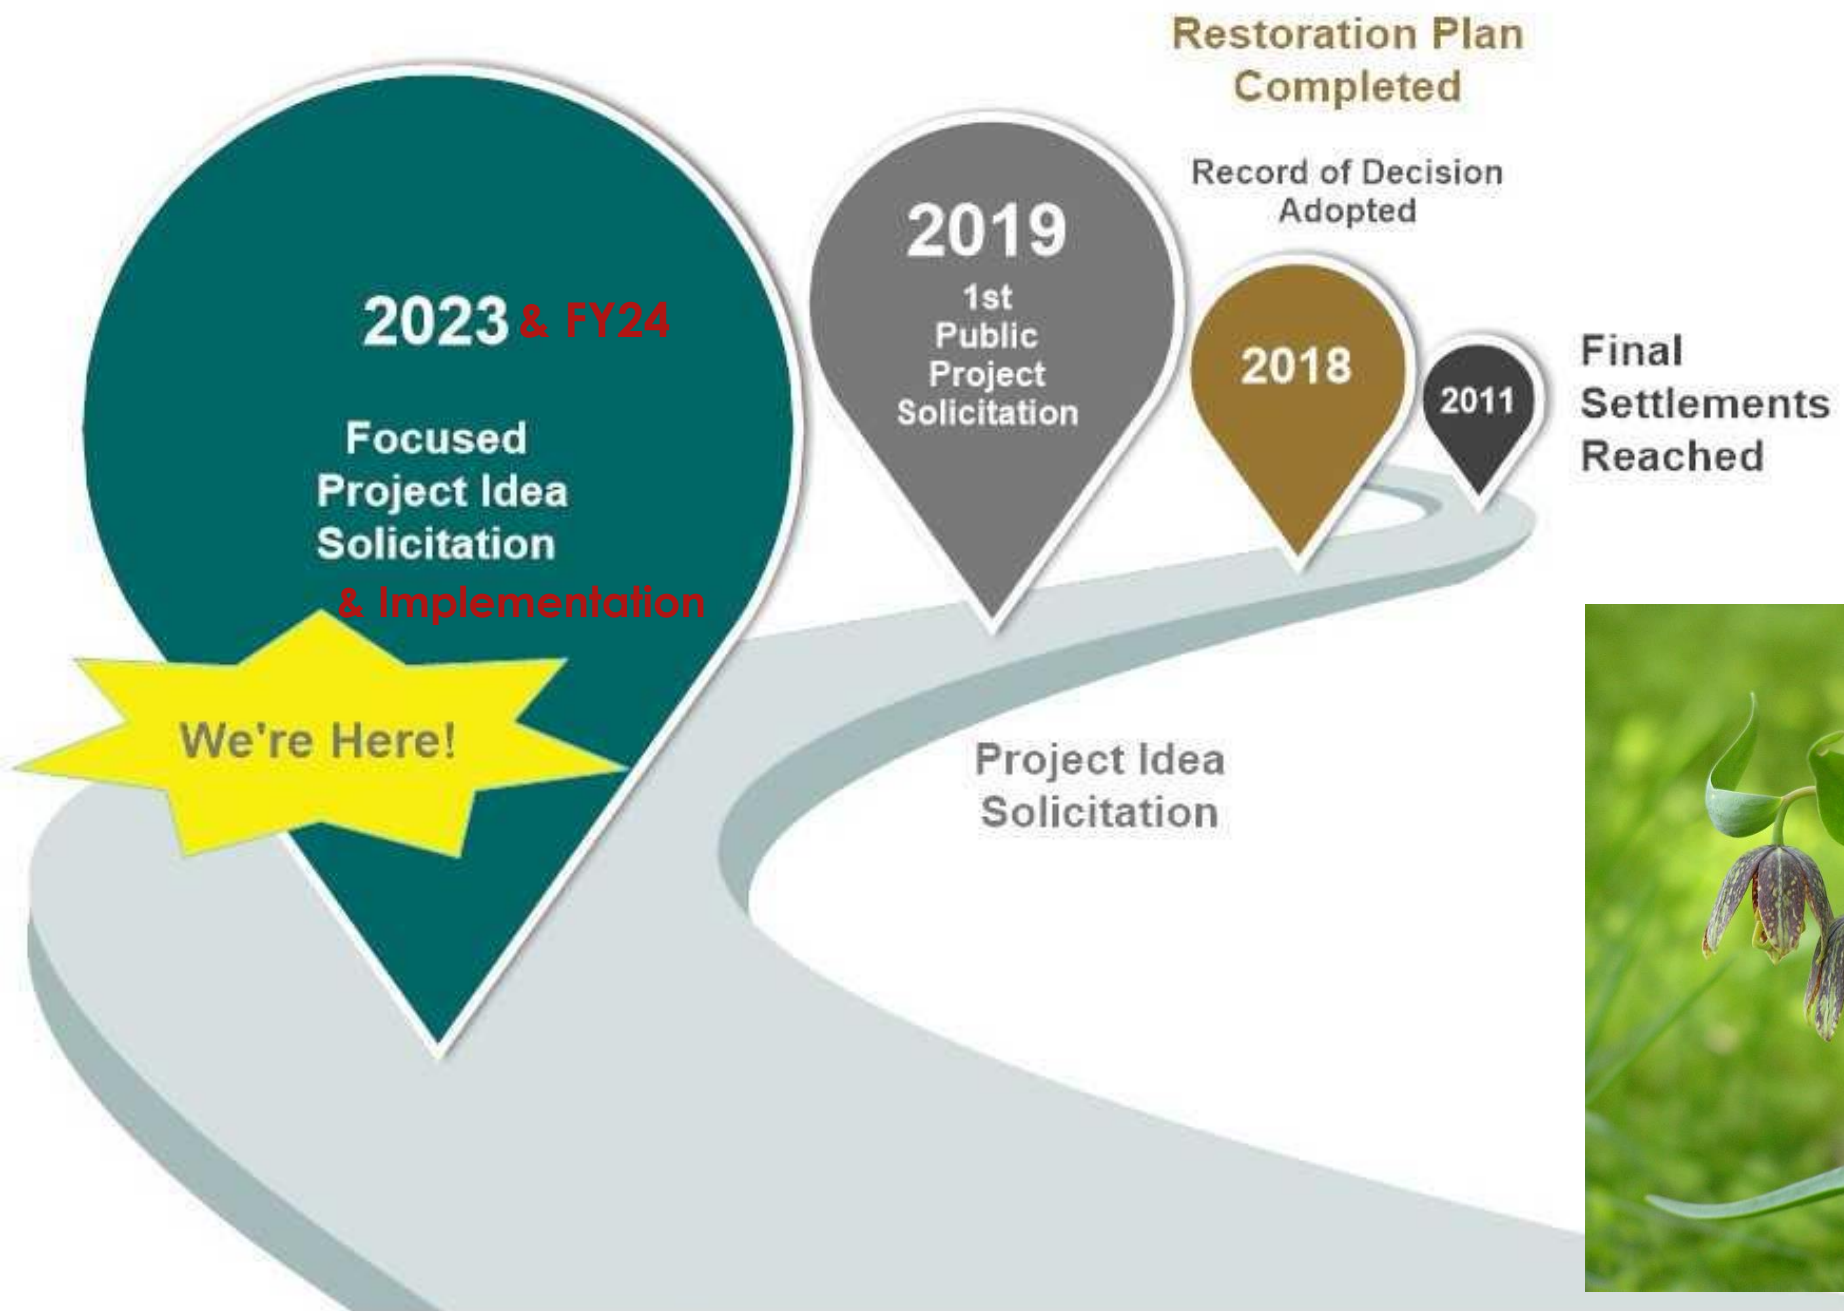 Restoration Plan
Completed
Record of Decision
Adopted
2019
1st
Public
Project
Solicitation
2018
2011
Final
Settlements
Reached
2023 & FY24
Focused
Project Idea
Solicitation
& Implementation
We're Here!
Project Idea
Solicitation